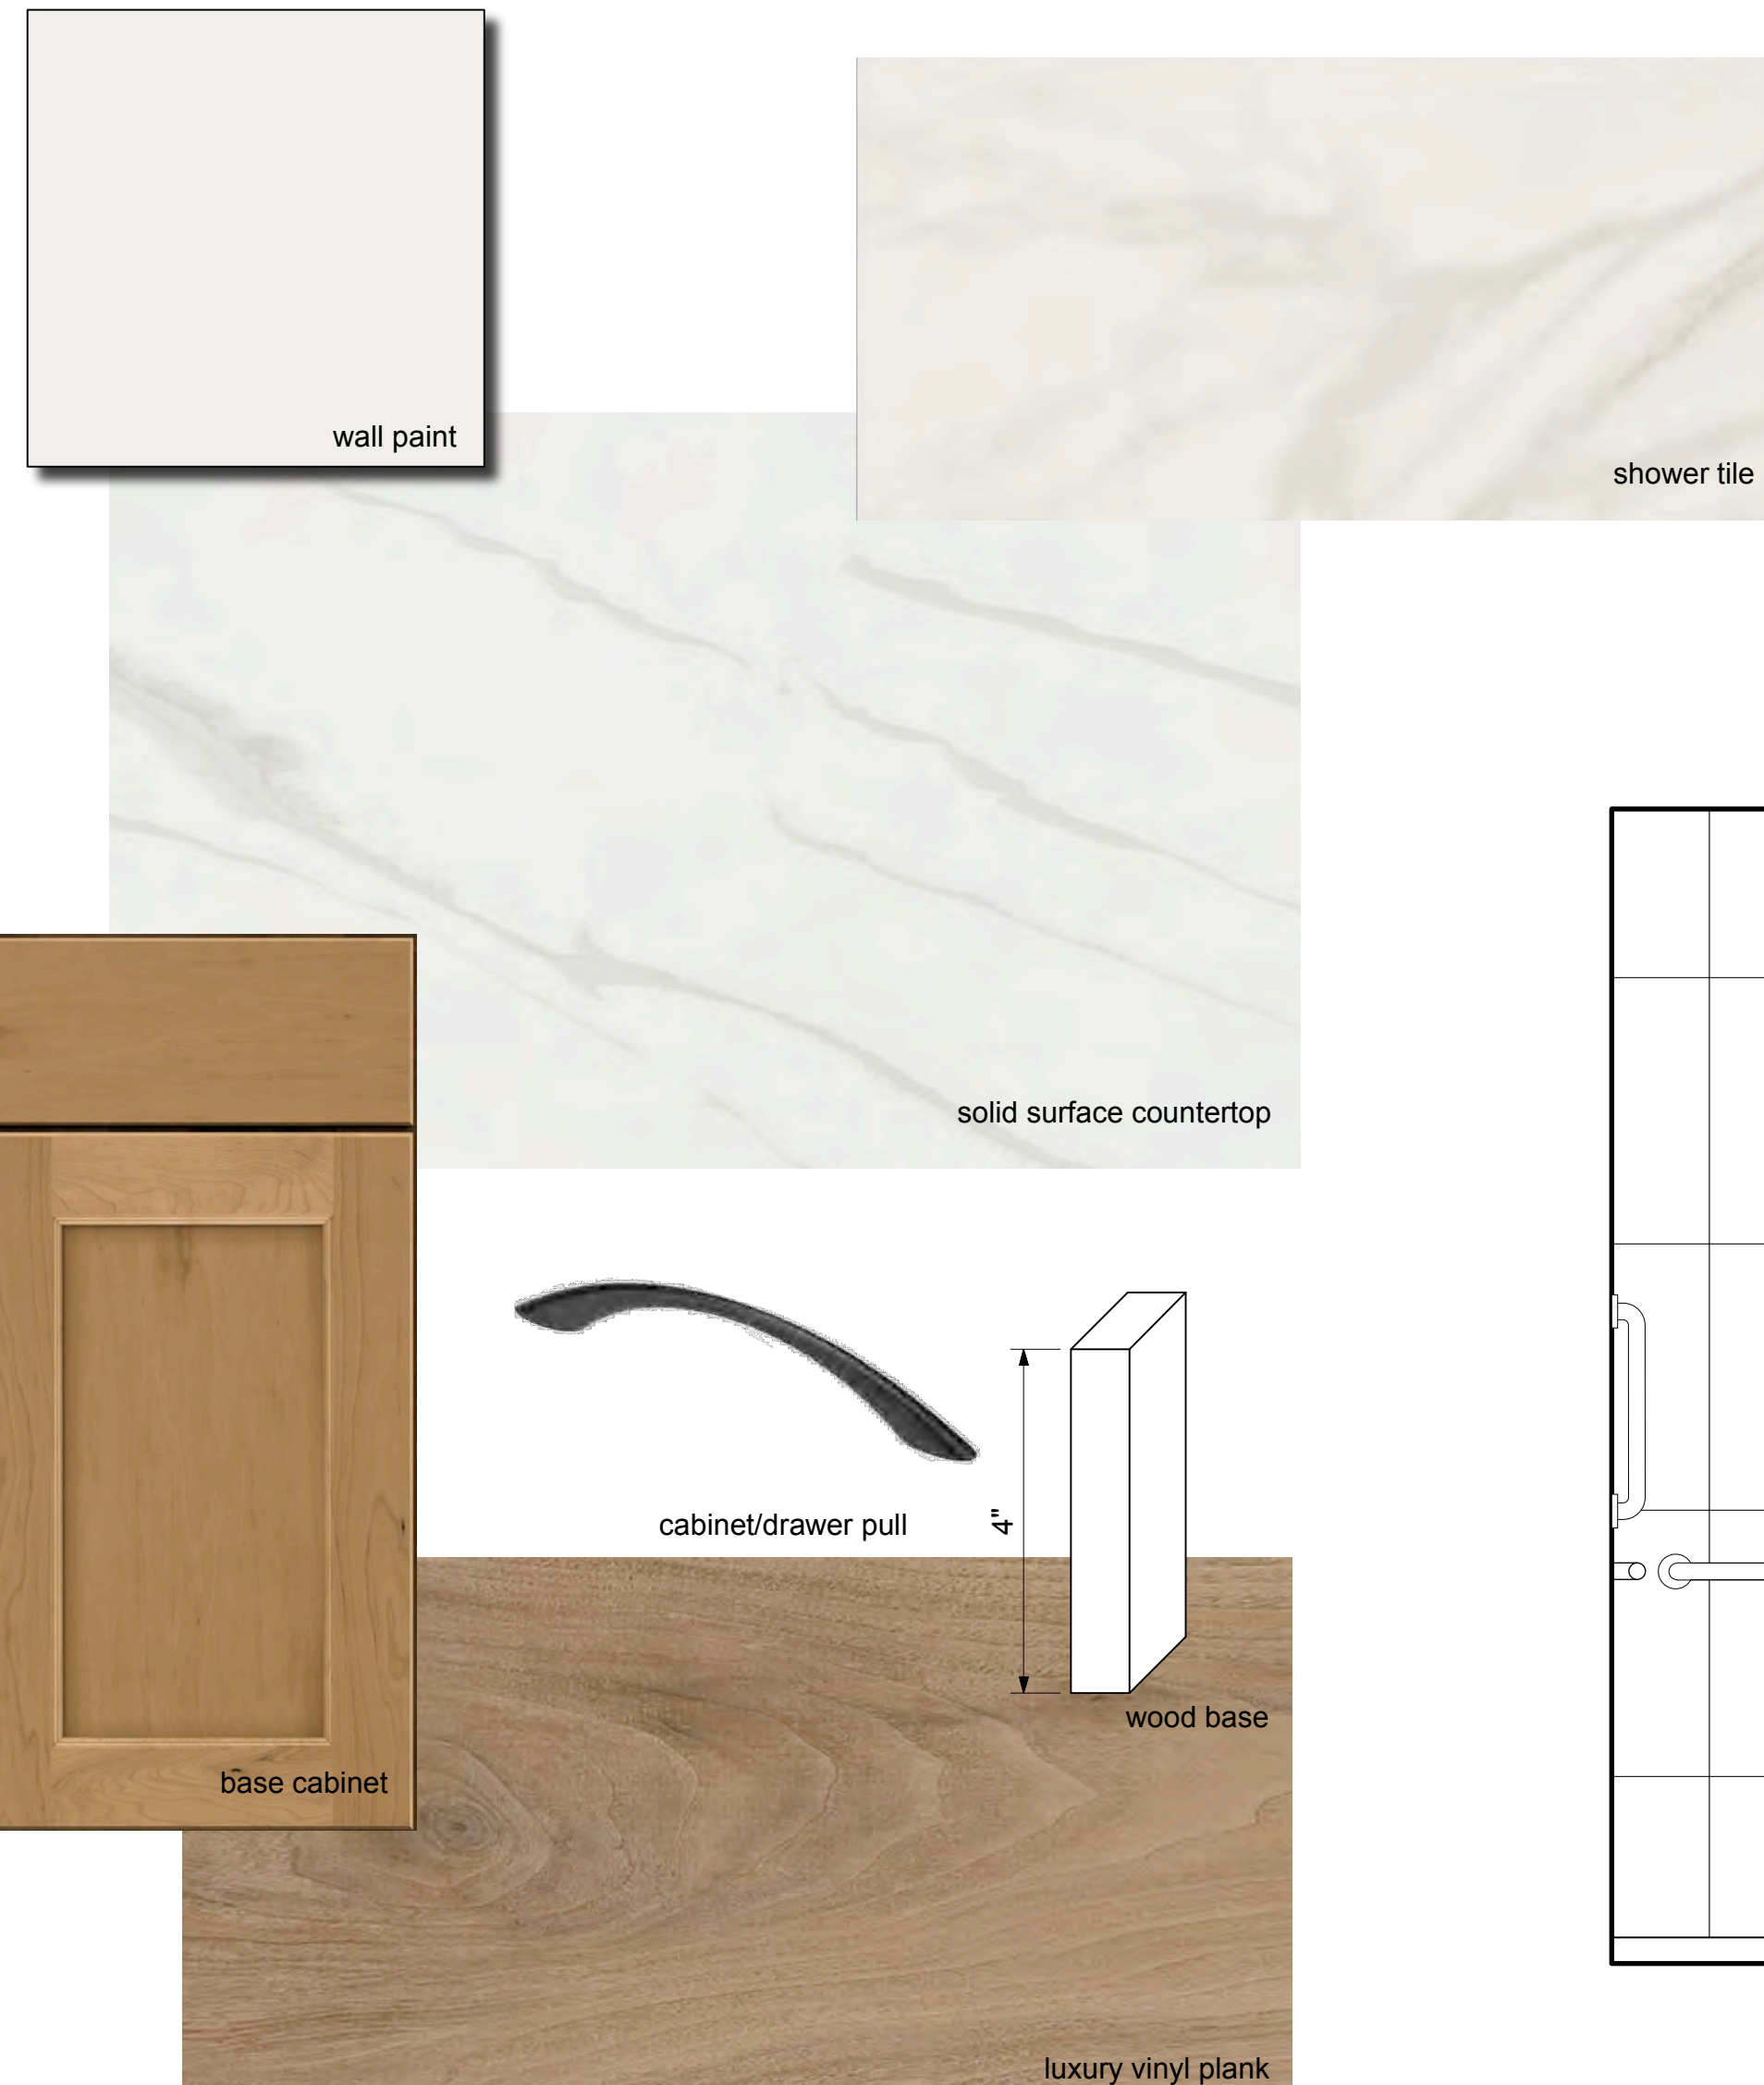 wall paint
shower tile
solid surface countertop
cabinet/drawer pull
4"
wood base
base cabinet
luxury vinyl plank